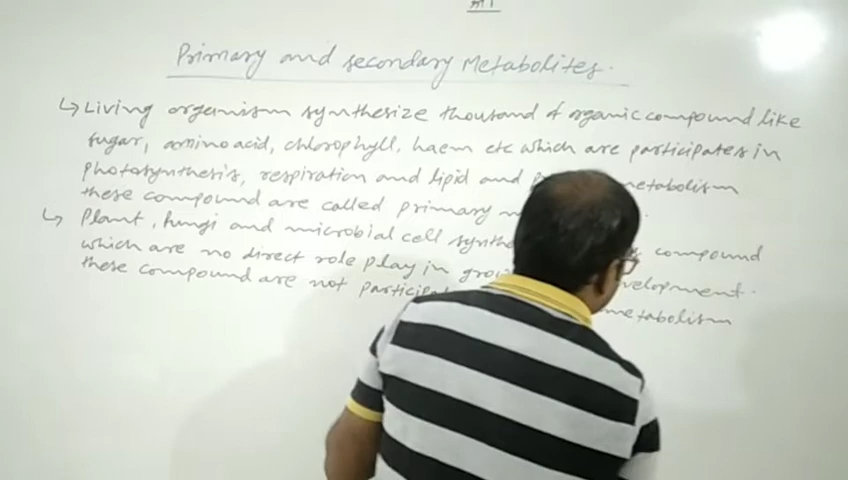 Primary and secondary Metabolites.
↳ Living organism synthesize thousand of organic compound like
sugar, amino acid, chlorophyll, haem etc which are participates in
photosynthesis, respiration and lipid and metabolism
these compound are called primary
↳ Plant, fungi and microbial cell compound
which are no direct role play in
these compound are not metabolism